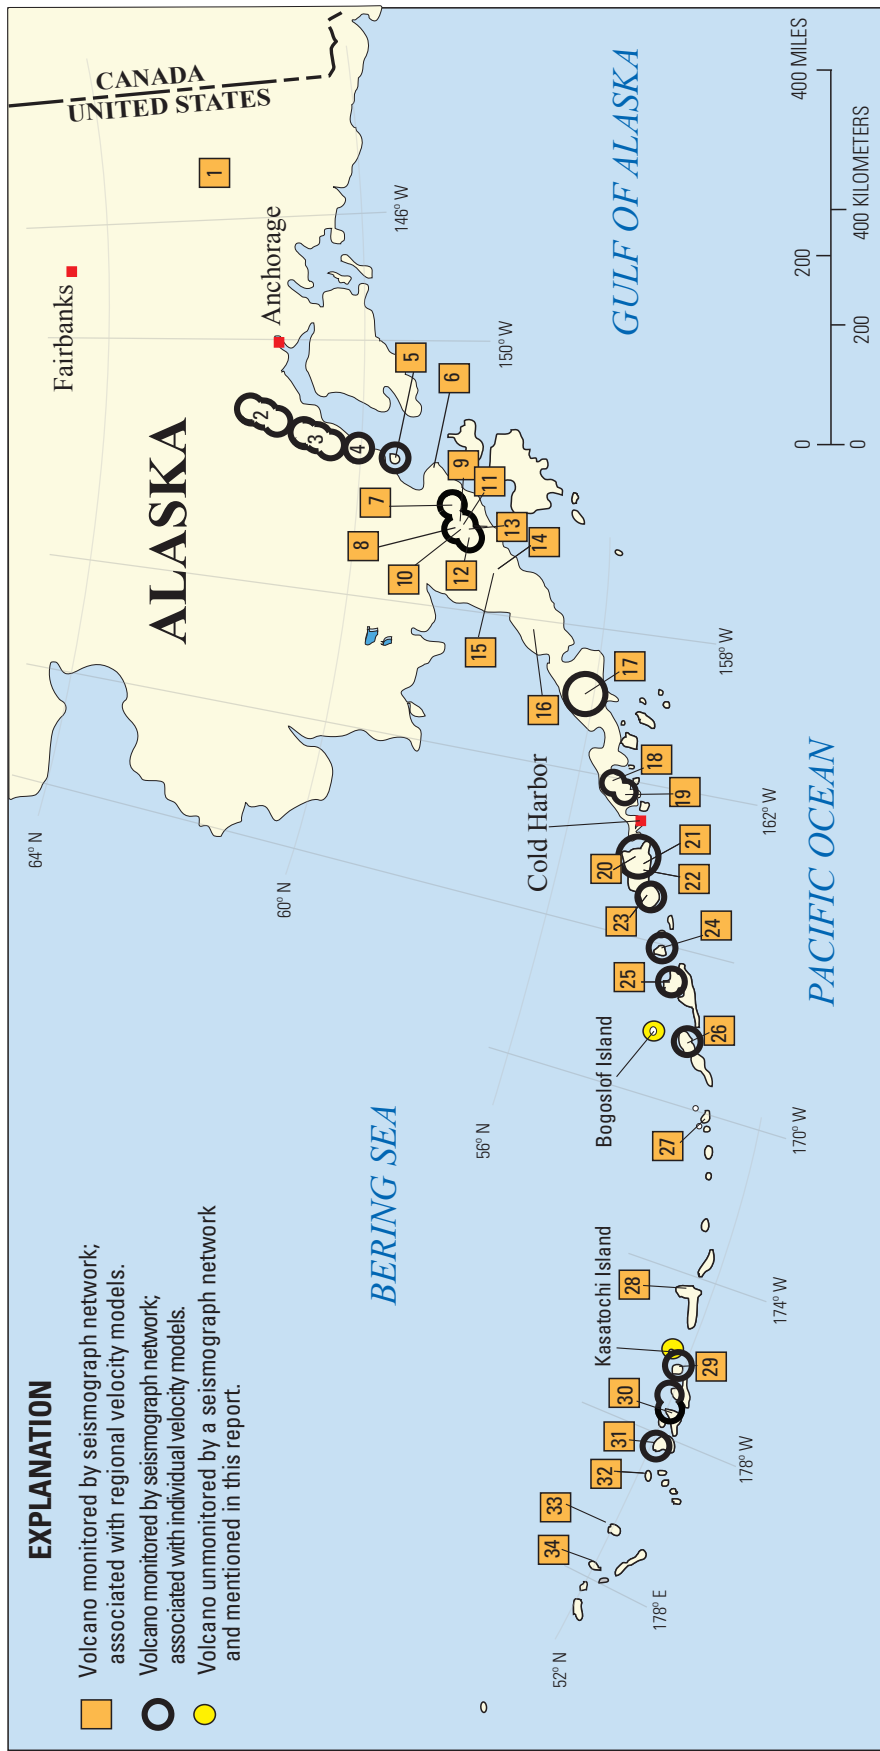 EXPLANATION
Volcano monitored by seismograph network;
associated with regional velocity models.
Volcano monitored by seismograph network;
associated with individual velocity models.
Volcano unmonitored by a seismograph network
and mentioned in this report.
CANADA
UNITED STATES
Fairbanks
Anchorage
ALASKA
64° N
60° N
56° N
52° N
BERING SEA
GULF OF ALASKA
PACIFIC OCEAN
Cold Harbor
Bogoslof Island
Kasatochi Island
1
2
3
4
5
6
7
8
9
10
11
12
13
14
15
16
17
18
19
20
21
22
23
24
25
26
27
28
29
30
31
32
33
34
178° E
178° W
174° W
170° W
162° W
158° W
150° W
146° W
0 200 400 MILES
0 200 400 KILOMETERS